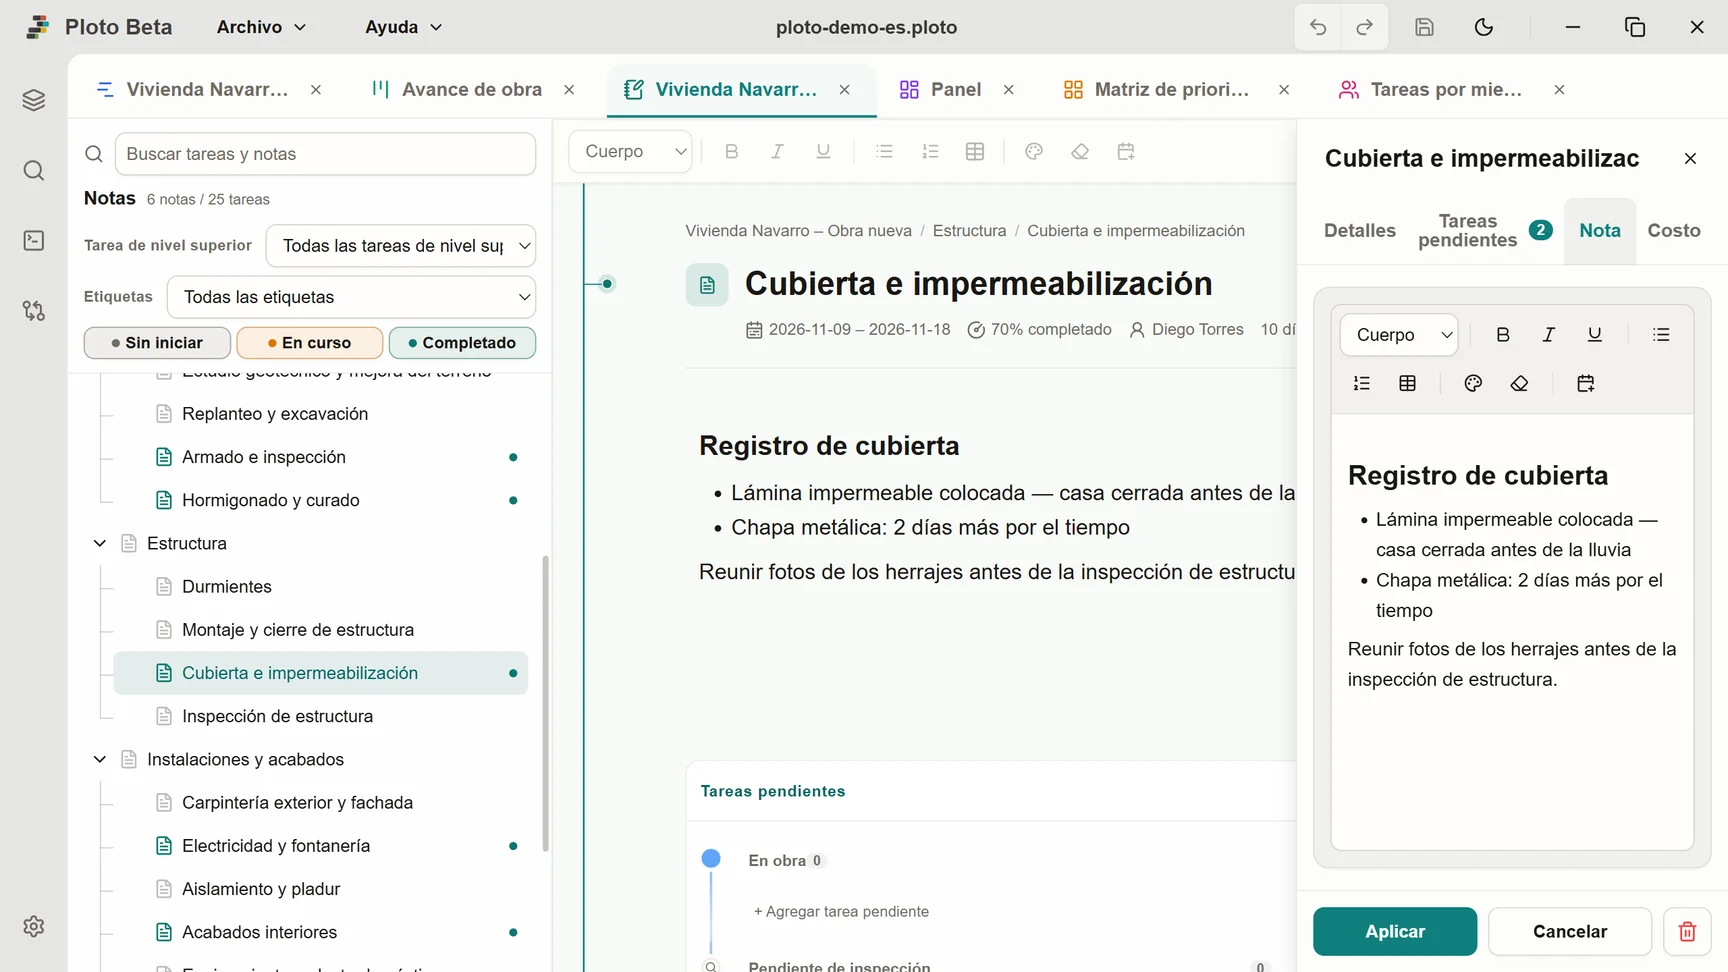 Ploto Beta
Archivo
Ayuda
ploto-demo-es.ploto
Vivienda Navarr...
Avance de obra
Vivienda Navarr...
Panel
Matriz de priori...
Tareas por mie...
Buscar tareas y notas
Notas 6 notas / 25 tareas
Tarea de nivel superior
Todas las tareas de nivel sup
Etiquetas
Todas las etiquetas
Sin iniciar
En curso
Completado
Estudio geotécnico y mejora del terreno
Replanteo y excavación
Armado e inspección
Hormigonado y curado
Estructura
Durmientes
Montaje y cierre de estructura
Cubierta e impermeabilización
Inspección de estructura
Instalaciones y acabados
Carpintería exterior y fachada
Electricidad y fontanería
Aislamiento y pladur
Acabados interiores
Cuerpo
B I U
Vivienda Navarro – Obra nueva / Estructura / Cubierta e impermeabilización
Cubierta e impermeabilización
2026-11-09 – 2026-11-18 70% completado Diego Torres 10 dí
Registro de cubierta
• Lámina impermeable colocada — casa cerrada antes de la
• Chapa metálica: 2 días más por el tiempo
Reunir fotos de los herrajes antes de la inspección de estructu
Tareas pendientes
En obra 0
+ Agregar tarea pendiente
Pendiente de inspección 0
Cubierta e impermeabilizac
Detalles
Tareas pendientes 2
Nota
Costo
Cuerpo
B I U
Registro de cubierta
• Lámina impermeable colocada —
casa cerrada antes de la lluvia
• Chapa metálica: 2 días más por el
tiempo
Reunir fotos de los herrajes antes de la
inspección de estructura.
Aplicar
Cancelar